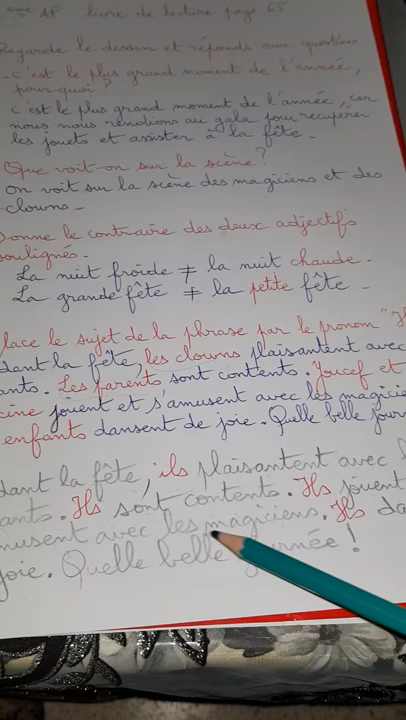 ème AP livre de lecture page 65
Regarde le dessin et réponds aux questions
- C'est le plus grand moment de l'année,
pourquoi ?
C'est le plus grand moment de l'année, car
nous nous rendions au gala pour récupérer
les jouets et assister à la fête.
Que voit-on sur la scène ?
On voit sur la scène des magiciens et des
clowns.
Donne le contraire des deux adjectifs
soulignés.
La nuit froide ≠ la nuit chaude.
La grande fête ≠ la petite fête.
lace le sujet de la phrase par le pronom "
dant la fête, les clowns plaisantent avec
ants. Les parents sont contents. Youcef et
cine jouent et s'amusent avec les magicie
enfants dansent de joie. Quelle belle jour
dant la fête, ils plaisantent avec
ants. Ils sont contents. Ils jouent
musent avec les magiciens. Ils da
joie. Quelle belle journée !